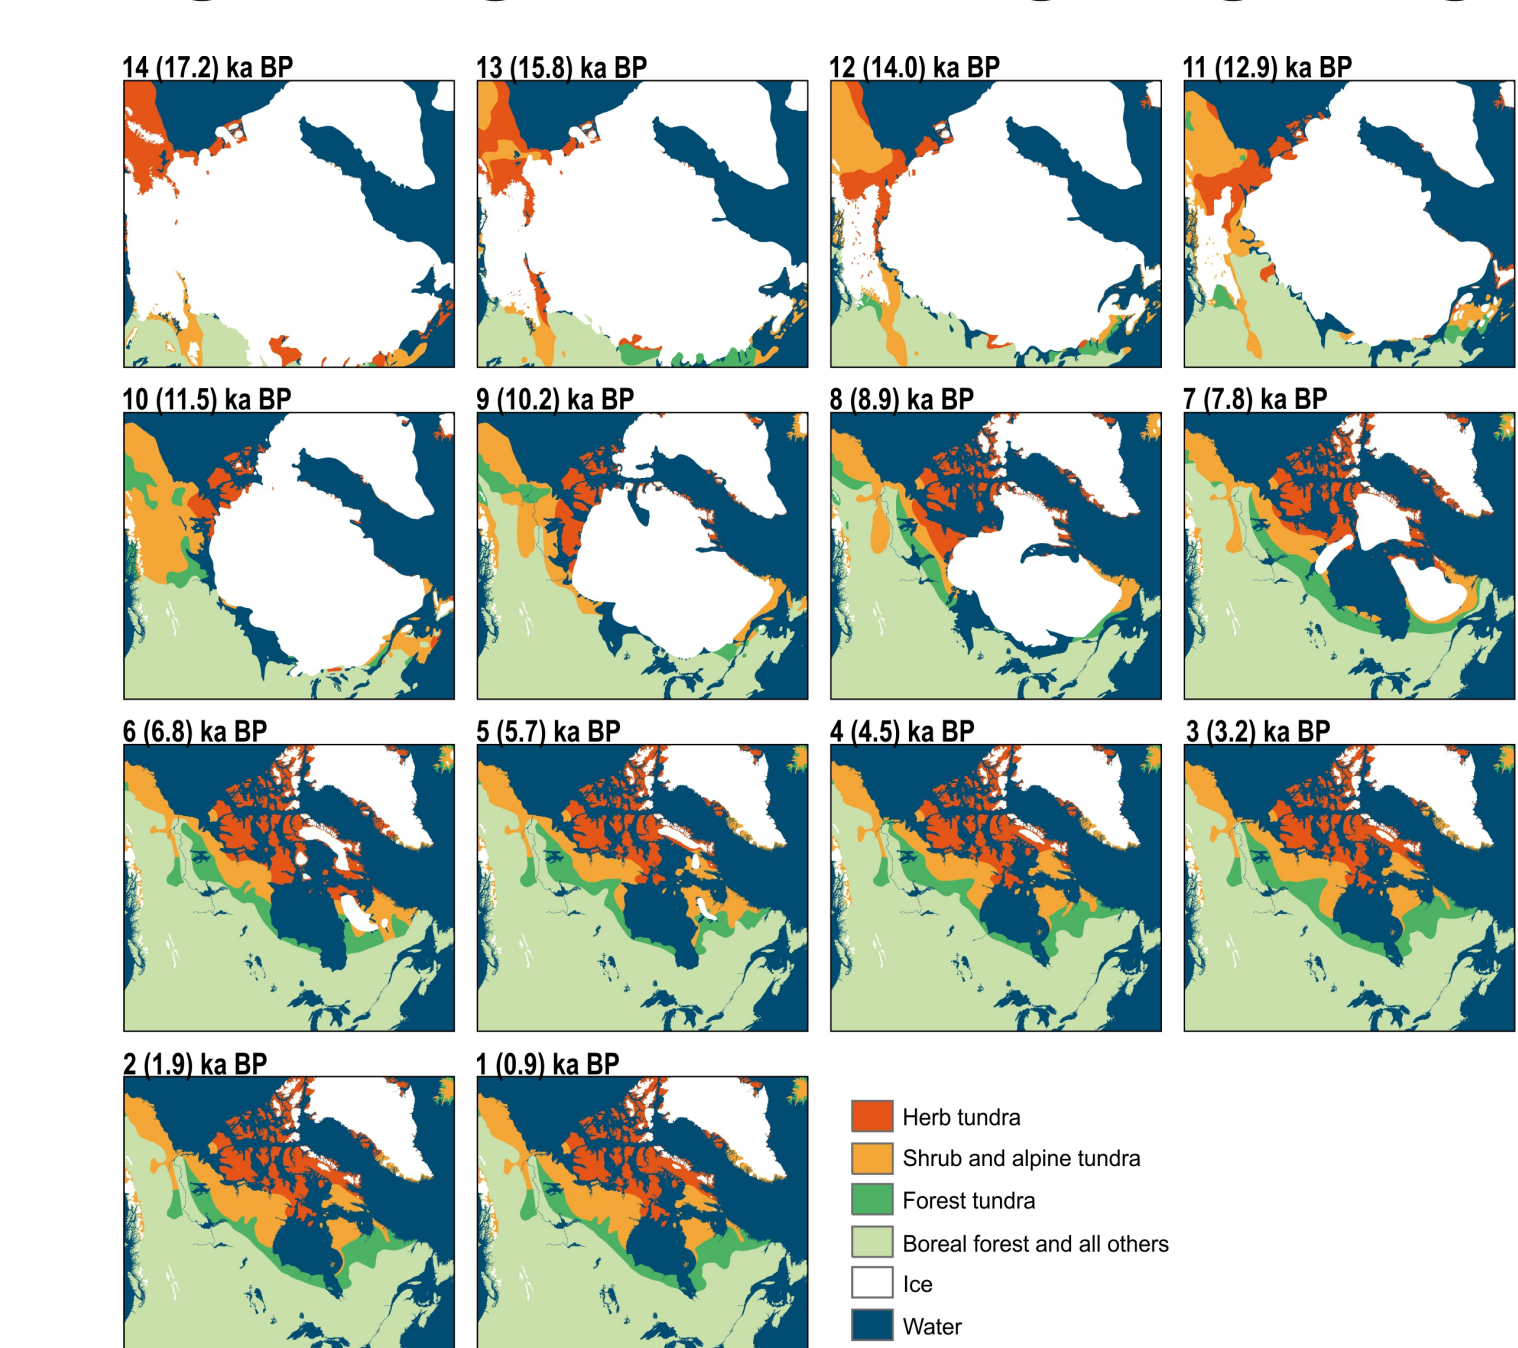 14 (17.2) ka BP
13 (15.8) ka BP
12 (14.0) ka BP
11 (12.9) ka BP
10 (11.5) ka BP
9 (10.2) ka BP
8 (8.9) ka BP
7 (7.8) ka BP
6 (6.8) ka BP
5 (5.7) ka BP
4 (4.5) ka BP
3 (3.2) ka BP
2 (1.9) ka BP
1 (0.9) ka BP
Herb tundra
Shrub and alpine tundra
Forest tundra
Boreal forest and all others
Ice
Water